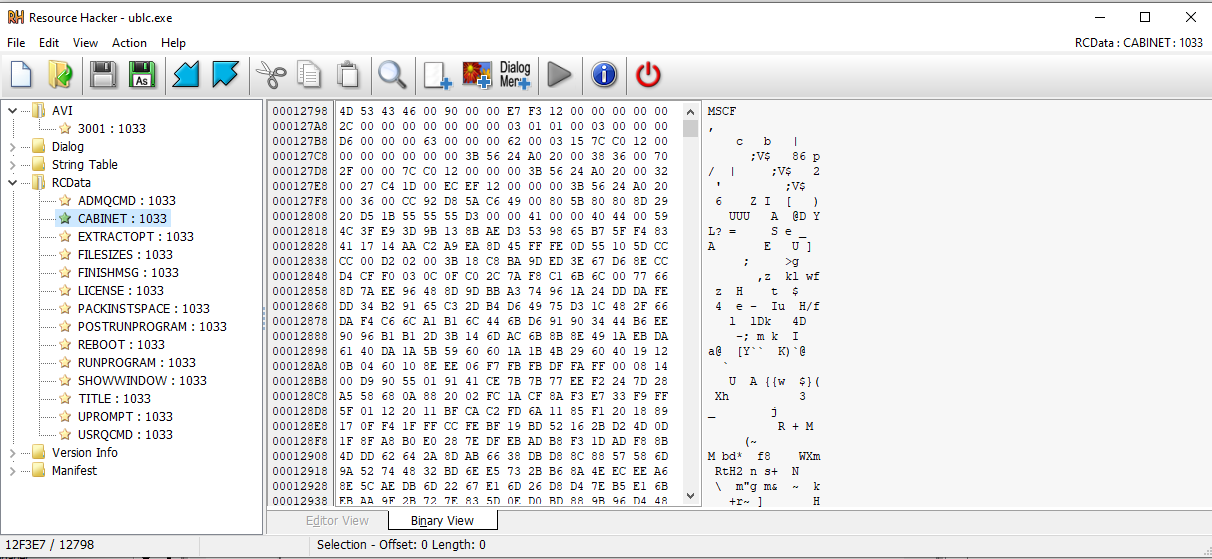 Resource Hacker - ublc.exe
File Edit View Action Help
RCData : CABINET : 1033
As
Dialog
Menu
AVI
3001 : 1033
Dialog
String Table
RCData
ADMQCMD : 1033
CABINET : 1033
EXTRACTOPT : 1033
FILESIZES : 1033
FINISHMSG : 1033
LICENSE : 1033
PACKINSTSPACE : 1033
POSTRUNPROGRAM : 1033
REBOOT : 1033
RUNPROGRAM : 1033
SHOWWINDOW : 1033
TITLE : 1033
UPROMPT : 1033
USRQCMD : 1033
Version Info
Manifest
00012798 4D 53 43 46 00 90 00 00 E7 F3 12 00 00 00 00 00 MSCF
000127A8 2C 00 00 00 00 00 00 00 03 01 01 00 03 00 00 00 ,
000127B8 D6 00 00 00 63 00 00 00 62 00 03 15 7C C0 12 00 c b |
000127C8 00 00 00 00 00 00 3B 56 24 A0 20 00 38 36 00 70 ;V$ 86 p
000127D8 2F 00 00 7C C0 12 00 00 00 3B 56 24 A0 20 00 32 / | ;V$ 2
000127E8 00 27 C4 1D 00 EC EF 12 00 00 00 3B 56 24 A0 20 ' ;V$
000127F8 00 36 00 CC 92 D8 5A C6 49 00 80 5B 80 80 8D 29 6 Z I [ )
00012808 20 D5 1B 55 55 55 D3 00 00 41 00 00 40 44 00 59 UUU A @D Y
00012818 4C 3F E9 3D 9B 13 8B AE D3 53 98 65 B7 5F F4 83 L? = S e _
00012828 41 17 14 AA C2 A9 EA 8D 45 FF FE 0D 55 10 5D CC A E U ]
00012838 CC 00 D2 02 00 3B 18 C8 BA 9D ED 3E 67 D6 8E CC ; >g
00012848 D4 CF F0 03 0C 0F C0 2C 7A F8 C1 6B 6C 00 77 66 ,z kl wf
00012858 8D 7A EE 96 48 8D 9D BB A3 74 96 1A 24 DD DA FE z H t $
00012868 DD 34 B2 91 65 C3 2D B4 D6 49 75 D3 1C 48 2F 66 4 e - Iu H/f
00012878 DA F4 C6 6C A1 B1 6C 44 6B D6 91 90 34 44 B6 EE l lDk 4D
00012888 90 96 B1 B1 2D 3B 14 6D AC 6B 8B 8E 49 1A EB DA -; m k I
00012898 61 40 DA 1A 5B 59 60 60 1A 1B 4B 29 60 40 19 12 a@ [Y`` K)`@
000128A8 0B 04 60 10 8E EE 06 F7 FB FB DF FA FF 00 08 14 `
000128B8 00 D9 90 55 01 91 41 CE 7B 7B 77 EE F2 24 7D 28 U A {{w $}(
000128C8 A5 58 68 0A 88 20 02 FC 1A CF 8A F3 E7 33 F9 FF Xh 3
000128D8 5F 01 12 20 11 BF CA C2 FD 6A 11 85 F1 20 18 89 _ j
000128E8 17 0F F4 1F FF CC FE BF 19 BD 52 16 2B D2 4D 0D R + M
000128F8 1F 8F A8 B0 E0 28 7E DF EF EB AD B8 F3 1D AD F8 8B (~
00012908 4D DD 62 64 2A 8D AB 66 38 DB D8 8C 88 57 58 6D M bd* f8 WXm
00012918 9A 52 74 48 32 BD 6E E5 73 2B B6 8A 4E EC EE A6 RtH2 n s+ N
00012928 8E 5C AE DB 6D 22 67 E1 6D 26 D8 D4 7E B5 E1 6B \ m"g m& ~ k
00012938 EB AA 9F 2B 72 7E 83 5D 0E D0 BD 88 9B 96 D4 48 +r~ ] H
Editor View Binary View
12F3E7 / 12798 Selection - Offset: 0 Length: 0